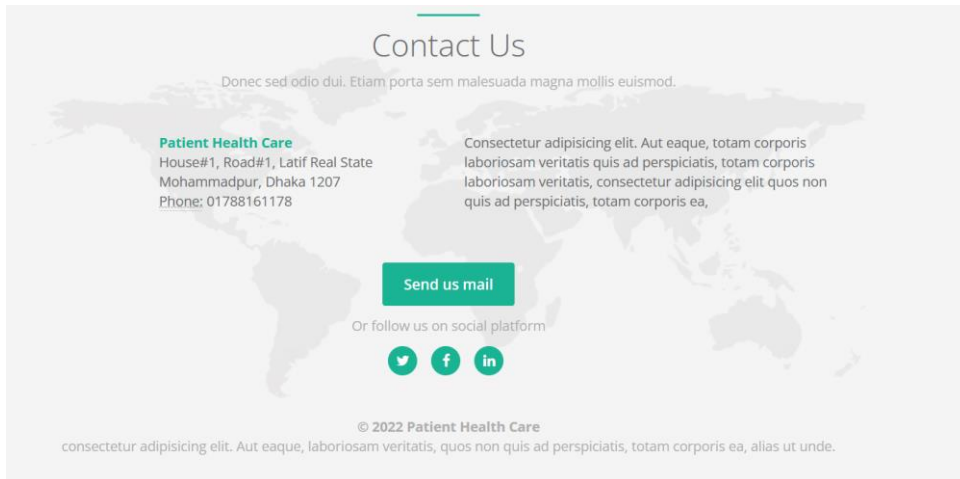 Contact Us
Donec sed odio dui. Etiam porta sem malesuada magna mollis euismod.
Patient Health Care
House#1, Road#1, Latif Real State
Mohammadpur, Dhaka 1207
Phone: 01788161178
Consectetur adipisicing elit. Aut eaque, totam corporis
laboriosam veritatis quis ad perspiciatis, totam corporis
laboriosam veritatis, consectetur adipisicing elit quos non
quis ad perspiciatis, totam corporis ea,
Send us mail
Or follow us on social platform
© 2022 Patient Health Care
consectetur adipisicing elit. Aut eaque, laboriosam veritatis, quos non quis ad perspiciatis, totam corporis ea, alias ut unde.